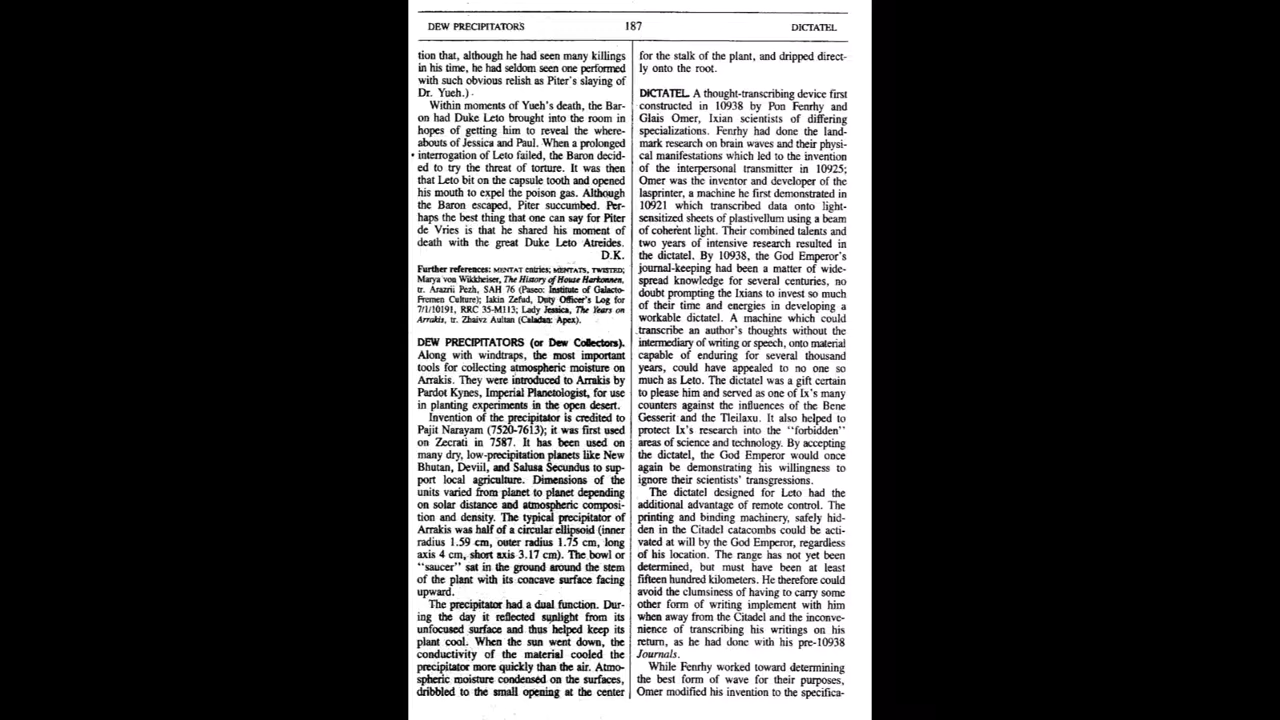 DEW PRECIPITATORS 187 DICTATEL
tion that, although he had seen many killings
in his time, he had seldom seen one performed
with such obvious relish as Piter's slaying of
Dr. Yueh.)
Within moments of Yueh's death, the Bar-
on had Duke Leto brought into the room in
hopes of getting him to reveal the where-
abouts of Jessica and Paul. When a prolonged
interrogation of Leto failed, the Baron decid-
ed to try the threat of torture. It was then
that Leto bit on the capsule tooth and opened
his mouth to expel the poison gas. Although
the Baron escaped, Piter succumbed. Per-
haps the best thing that one can say for Piter
de Vries is that he shared his moment of
death with the great Duke Leto Atreides.
D.K.
Further references: MENTAT entries; MENTATS, TWISTED;
Marya von Wikkheiser, The History of House Harkonnen,
tr. Arazrii Pezh, SAH 76 (Paseo: Institute of Galacto-
Fremen Culture); Iakin Zefud, Duty Officer's Log for
7/1/10191, RRC 35-M113; Lady Jessica, The Years on
Arrakis, tr. Zhaivz Aultan (Caladan: Apex).
DEW PRECIPITATORS (or Dew Collectors).
Along with windtraps, the most important
tools for collecting atmospheric moisture on
Arrakis. They were introduced to Arrakis by
Pardot Kynes, Imperial Planetologist, for use
in planting experiments in the open desert.
Invention of the precipitator is credited to
Pajit Narayam (7520-7613); it was first used
on Zecrati in 7587. It has been used on
many dry, low-precipitation planets like New
Bhutan, Deviil, and Salusa Secundus to sup-
port local agriculture. Dimensions of the
units varied from planet to planet depending
on solar distance and atmospheric composi-
tion and density. The typical precipitator of
Arrakis was half of a circular ellipsoid (inner
radius 1.59 cm, outer radius 1.75 cm, long
axis 4 cm, short axis 3.17 cm). The bowl or
"saucer" sat in the ground around the stem
of the plant with its concave surface facing
upward.
The precipitator had a dual function. Dur-
ing the day it reflected sunlight from its
unfocused surface and thus helped keep its
plant cool. When the sun went down, the
conductivity of the material cooled the
precipitator more quickly than the air. Atmo-
spheric moisture condensed on the surfaces,
dribbled to the small opening at the center
for the stalk of the plant, and dripped direct-
ly onto the root.
DICTATEL. A thought-transcribing device first
constructed in 10938 by Pon Fenrhy and
Glais Omer, Ixian scientists of differing
specializations. Fenrhy had done the land-
mark research on brain waves and their physi-
cal manifestations which led to the invention
of the interpersonal transmitter in 10925;
Omer was the inventor and developer of the
lasprinter, a machine he first demonstrated in
10921 which transcribed data onto light-
sensitized sheets of plastivellum using a beam
of coherent light. Their combined talents and
two years of intensive research resulted in
the dictatel. By 10938, the God Emperor's
journal-keeping had been a matter of wide-
spread knowledge for several centuries, no
doubt prompting the Ixians to invest so much
of their time and energies in developing a
workable dictatel. A machine which could
transcribe an author's thoughts without the
intermediary of writing or speech, onto material
capable of enduring for several thousand
years, could have appealed to no one so
much as Leto. The dictatel was a gift certain
to please him and served as one of Ix's many
counters against the influences of the Bene
Gesserit and the Tleilaxu. It also helped to
protect Ix's research into the "forbidden"
areas of science and technology. By accepting
the dictatel, the God Emperor would once
again be demonstrating his willingness to
ignore their scientists' transgressions.
The dictatel designed for Leto had the
additional advantage of remote control. The
printing and binding machinery, safely hid-
den in the Citadel catacombs could be acti-
vated at will by the God Emperor, regardless
of his location. The range has not yet been
determined, but must have been at least
fifteen hundred kilometers. He therefore could
avoid the clumsiness of having to carry some
other form of writing implement with him
when away from the Citadel and the inconve-
nience of transcribing his writings on his
return, as he had done with his pre-10938
Journals.
While Fenrhy worked toward determining
the best form of wave for their purposes,
Omer modified his invention to the specifica-